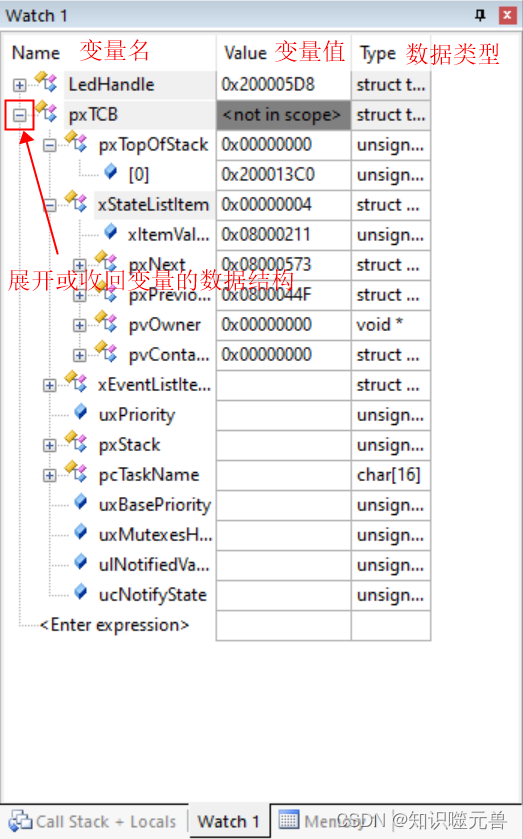 Watch 1
Name 变量名 Value 变量值 Type 数据类型
LedHandle 0x200005D8 struct t...
pxTCB <not in scope> struct t...
pxTopOfStack 0x00000000 unsign...
[0] 0x200013C0 unsign...
xStateListItem 0x00000004 struct ...
xItemVal... 0x08000211 unsign...
pxNext 0x08000573 struct ...
展开或收回变量的数据结构
pxPrevio... 0x0800044F struct ...
pvOwner 0x00000000 void *
pvConta... 0x00000000 struct ...
xEventListIte... struct ...
uxPriority unsign...
pxStack unsign...
pcTaskName char[16]
uxBasePriority unsign...
uxMutexesH... unsign...
ulNotifiedVa... unsign...
ucNotifyState unsign...
<Enter expression>
Call Stack + Locals Watch 1 Memory 1
CSDN @知识噬元兽